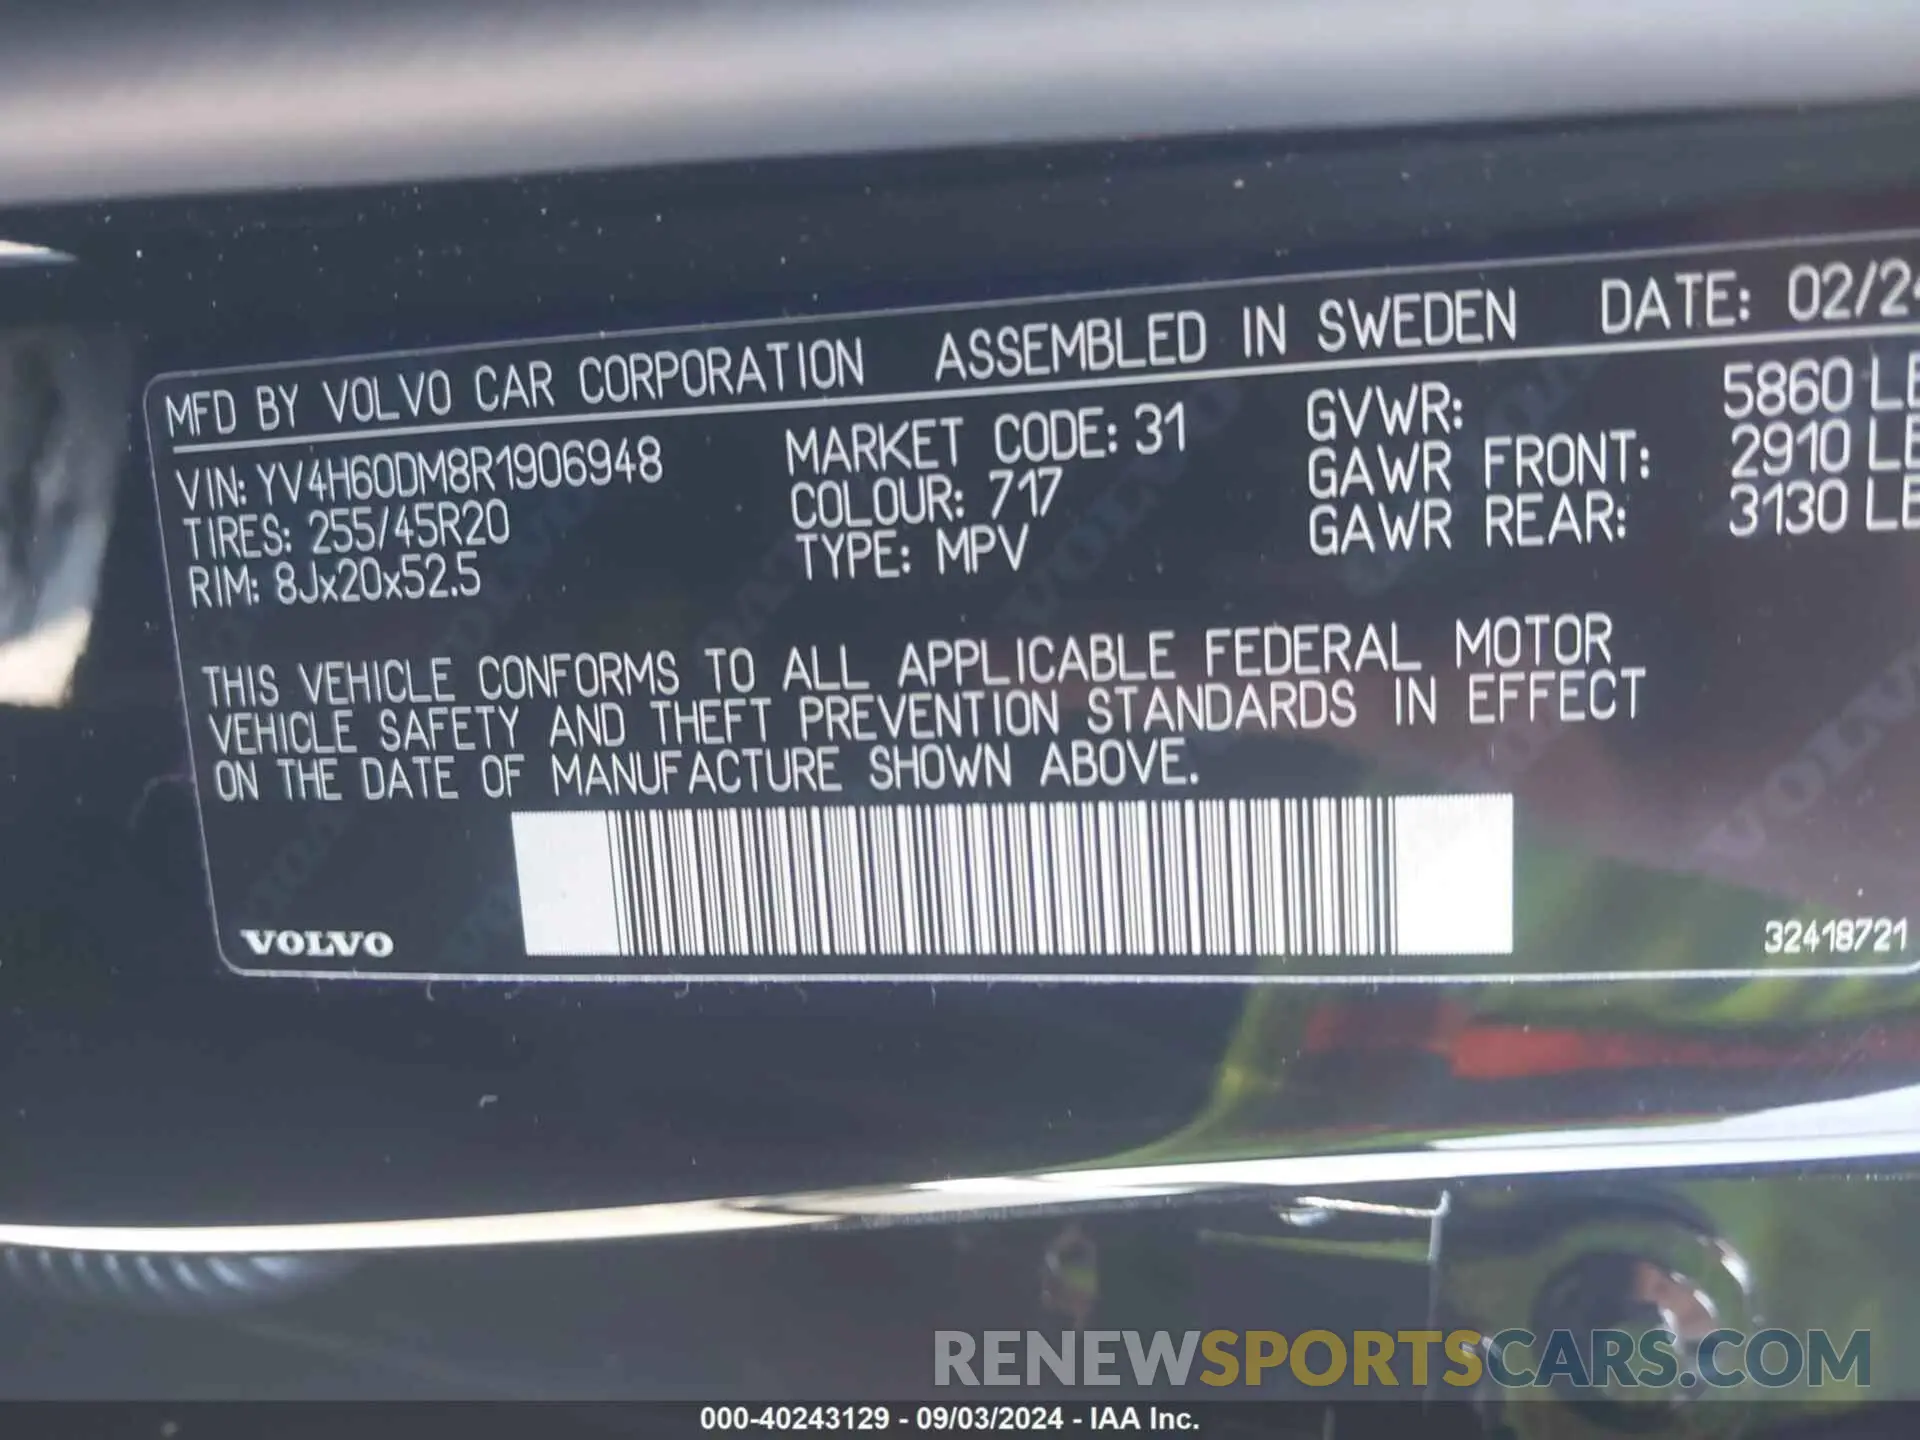 MFD BY VOLVO CAR CORPORATION ASSEMBLED IN SWEDEN DATE: 02/24
VIN: YV4H60DM8R1906948 MARKET CODE: 31 GVWR: 5860
TIRES: 255/45R20 COLOUR: 717 GAWR FRONT: 2910
RIM: 8Jx20x52.5 TYPE: MPV GAWR REAR: 3130
THIS VEHICLE CONFORMS TO ALL APPLICABLE FEDERAL MOTOR
VEHICLE SAFETY AND THEFT PREVENTION STANDARDS IN EFFECT
ON THE DATE OF MANUFACTURE SHOWN ABOVE.
VOLVO
32418721
RENEWSPORTSCARS.COM
000-40243129 - 09/03/2024 - IAA Inc.